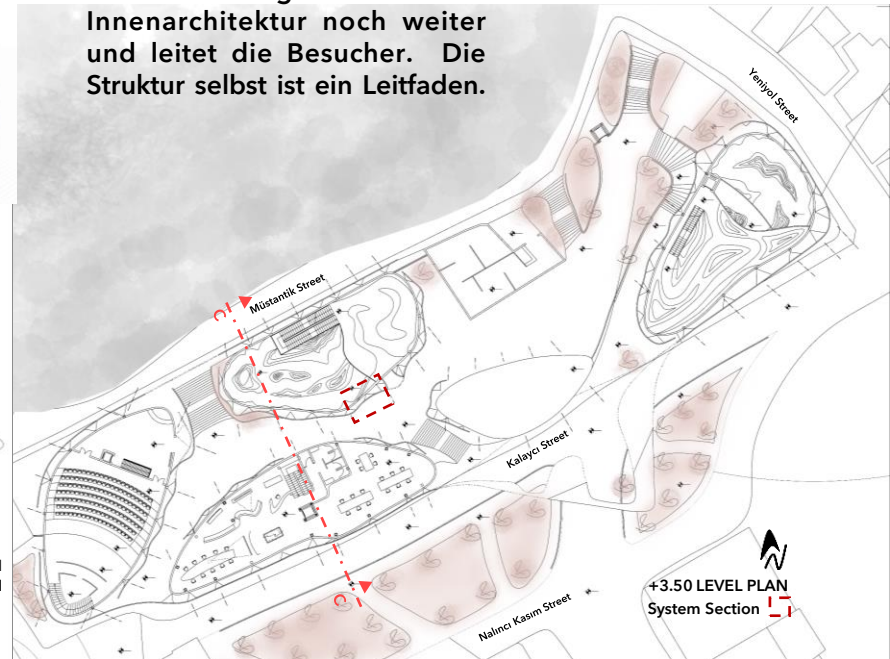 Innenarchitektur noch weiter
und leitet die Besucher. Die
Struktur selbst ist ein Leitfaden.
Yeniyol Street
Müstantik Street
C
Kalaycı Street
C
Nalıncı Kasım Street
N
+3.50 LEVEL PLAN
System Section